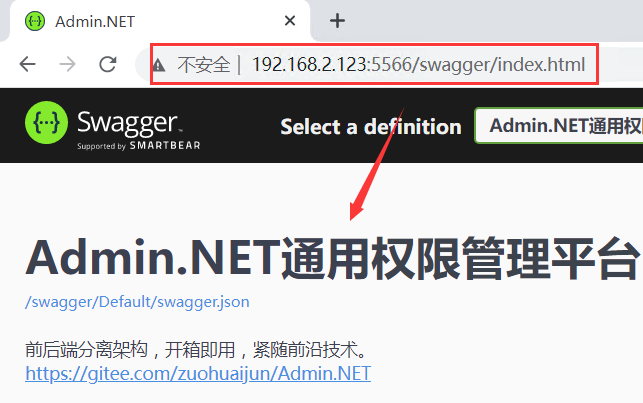 Admin.NET
不安全 | 192.168.2.123:5566/swagger/index.html
Swagger
Supported by SMARTBEAR
Select a definition
Admin.NET通用权
Admin.NET通用权限管理平台
/swagger/Default/swagger.json
前后端分离架构，开箱即用，紧随前沿技术。
https://gitee.com/zuohuaijun/Admin.NET